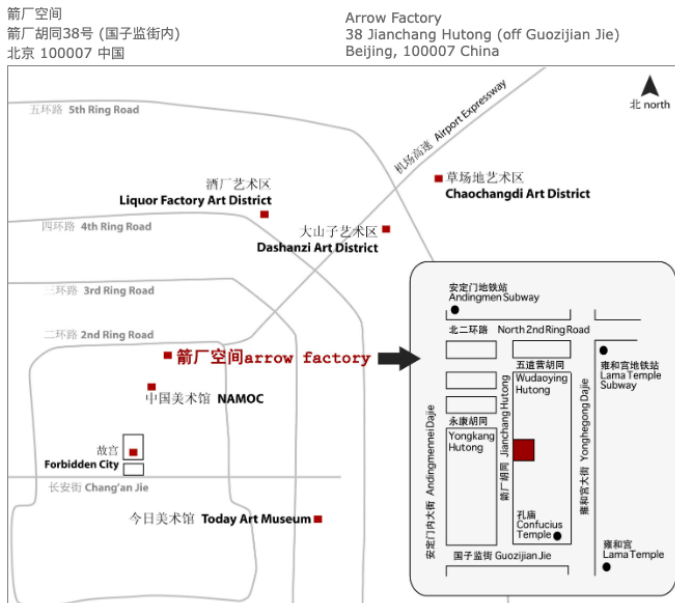 箭厂空间
箭厂胡同38号 (国子监街内)
北京 100007 中国
Arrow Factory
38 Jianchang Hutong (off Guozijian Jie)
Beijing, 100007 China
北 north
五环路 5th Ring Road
机场高速 Airport Expressway
草场地艺术区
Chaochangdi Art District
酒厂艺术区
Liquor Factory Art District
四环路 4th Ring Road
大山子艺术区
Dashanzi Art District
三环路 3rd Ring Road
二环路 2nd Ring Road
箭厂空间arrow factory
中国美术馆 NAMOC
故宫
Forbidden City
长安街 Chang'an Jie
今日美术馆 Today Art Museum
安定门地铁站
Andingmen Subway
北二环路 North 2nd Ring Road
五道营胡同
Wudaoying Hutong
雍和宫地铁站
Lama Temple Subway
永康胡同
Yongkang Hutong
安定门内大街 Andingmennei Dajie
箭厂胡同 Jianchang Hutong
雍和宫大街 Yonghegong Dajie
孔庙
Confucius Temple
国子监街 Guozijian Jie
雍和宫
Lama Temple